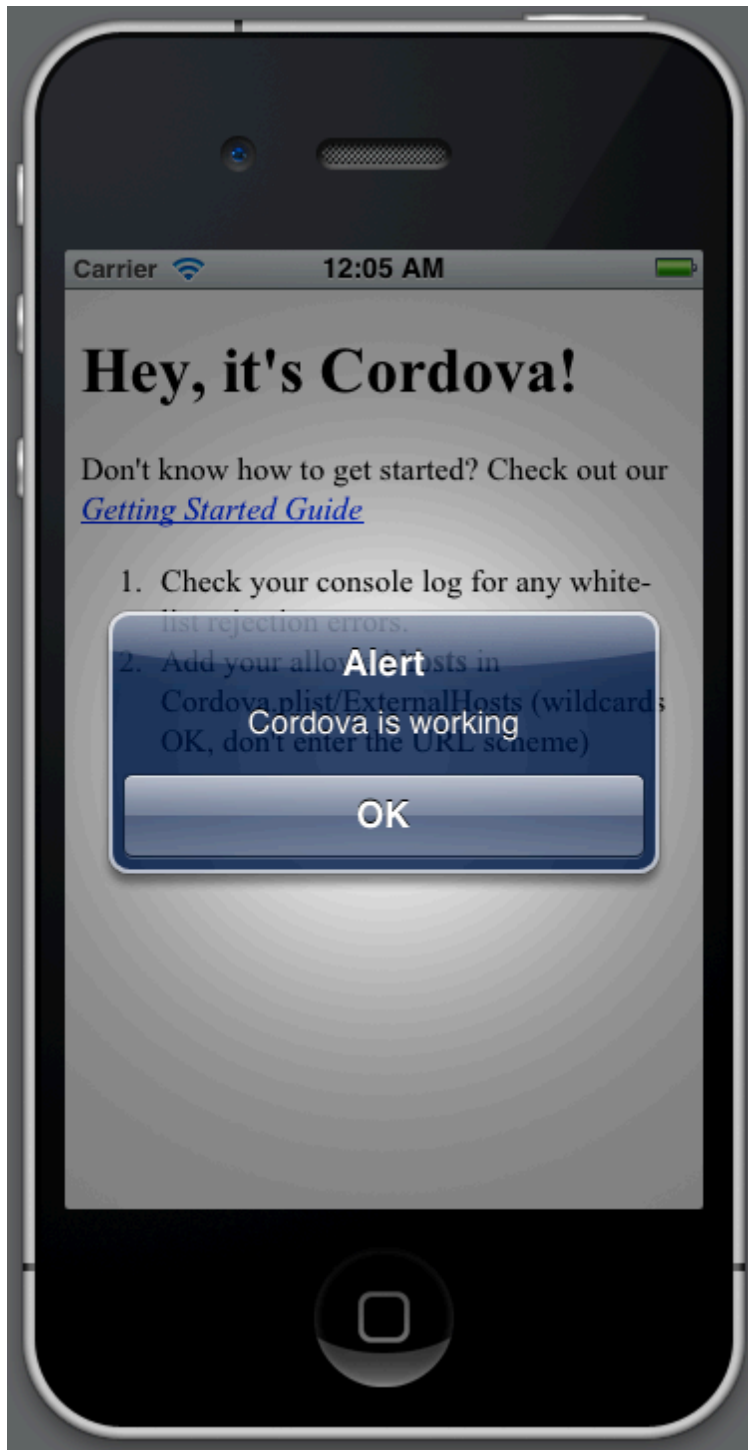 Carrier
12:05 AM
Hey, it's Cordova!
Don't know how to get started? Check out our
Getting Started Guide
1. Check your console log for any white-
list rejection errors.
2. Add your allowed hosts in
Cordova.plist/ExternalHosts (wildcards
OK, don't enter the URL scheme)
Alert
Cordova is working
OK